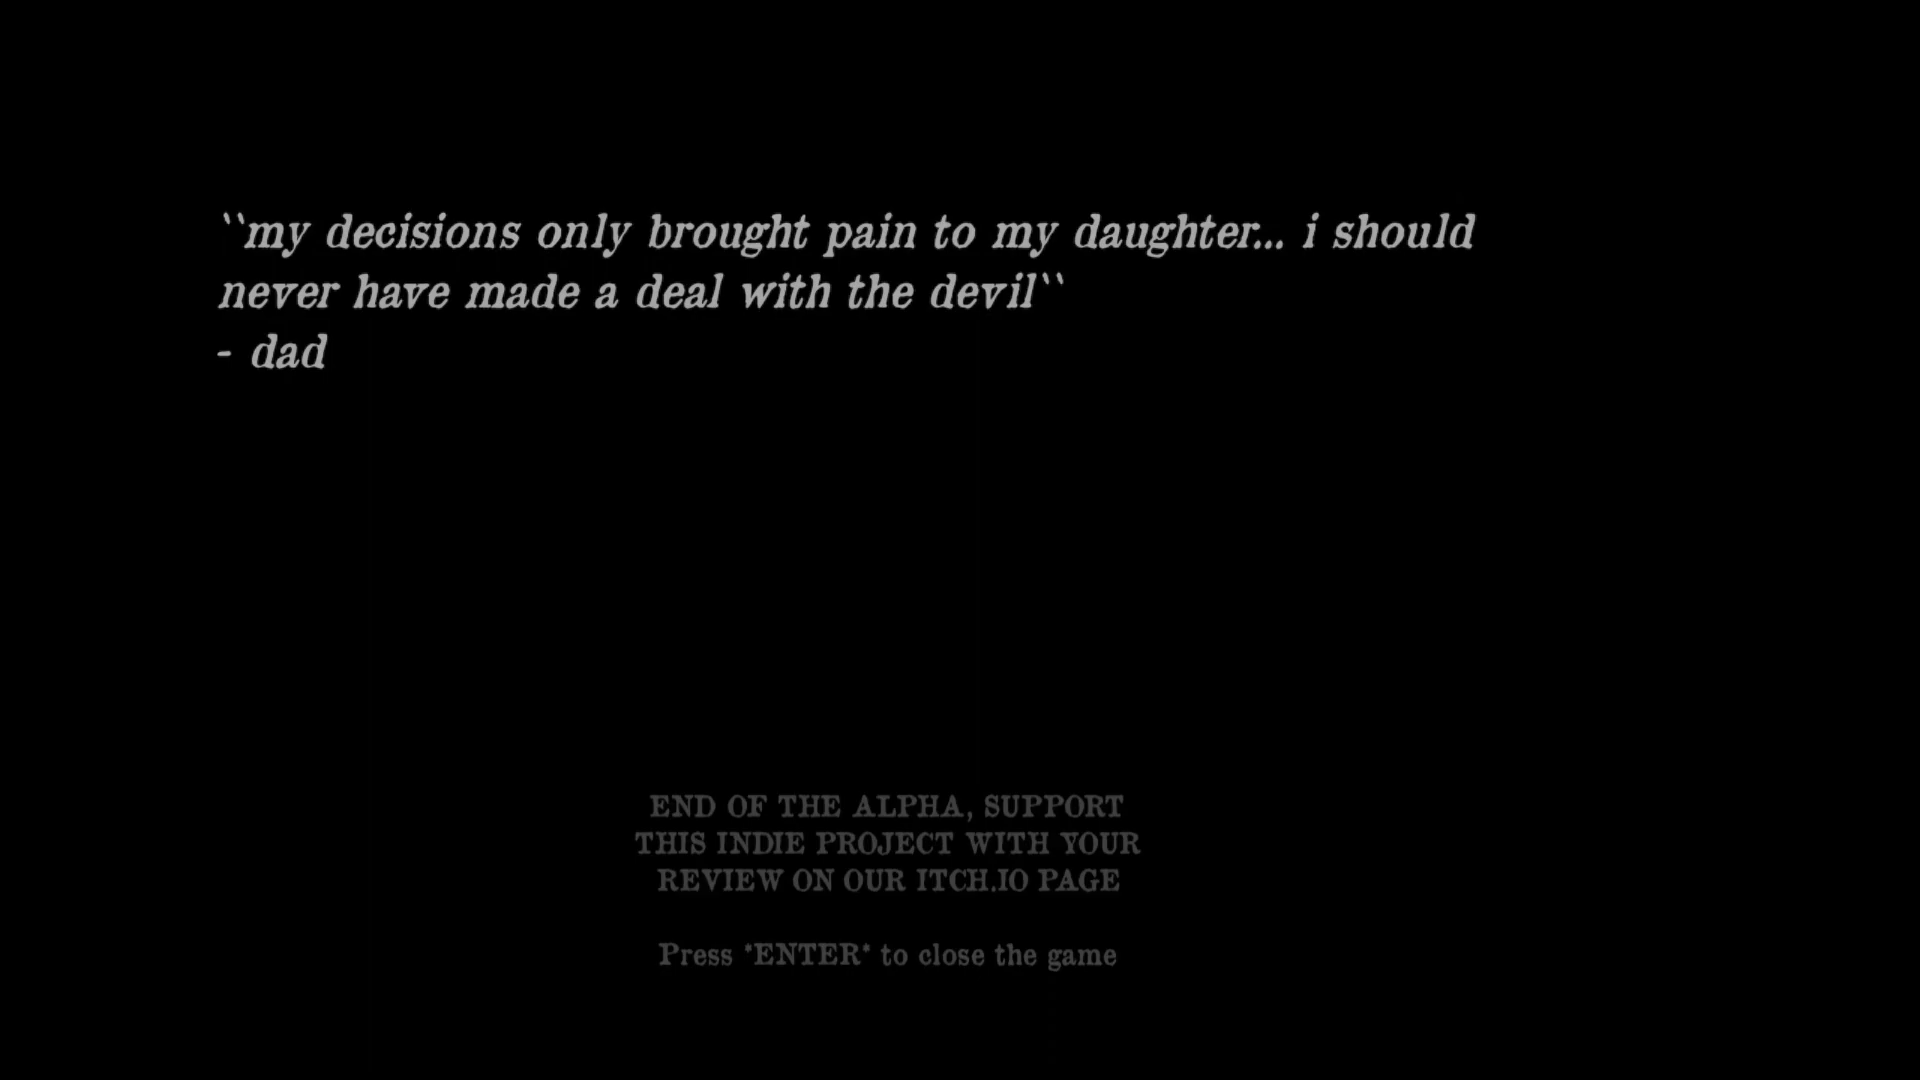 ``my decisions only brought pain to my daughter... i should
never have made a deal with the devil``
- dad
END OF THE ALPHA, SUPPORT
THIS INDIE PROJECT WITH YOUR
REVIEW ON OUR ITCH.IO PAGE
Press *ENTER* to close the game